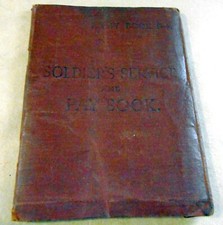 SOLDIER'S SERVICE
AND
PAY BOOK.